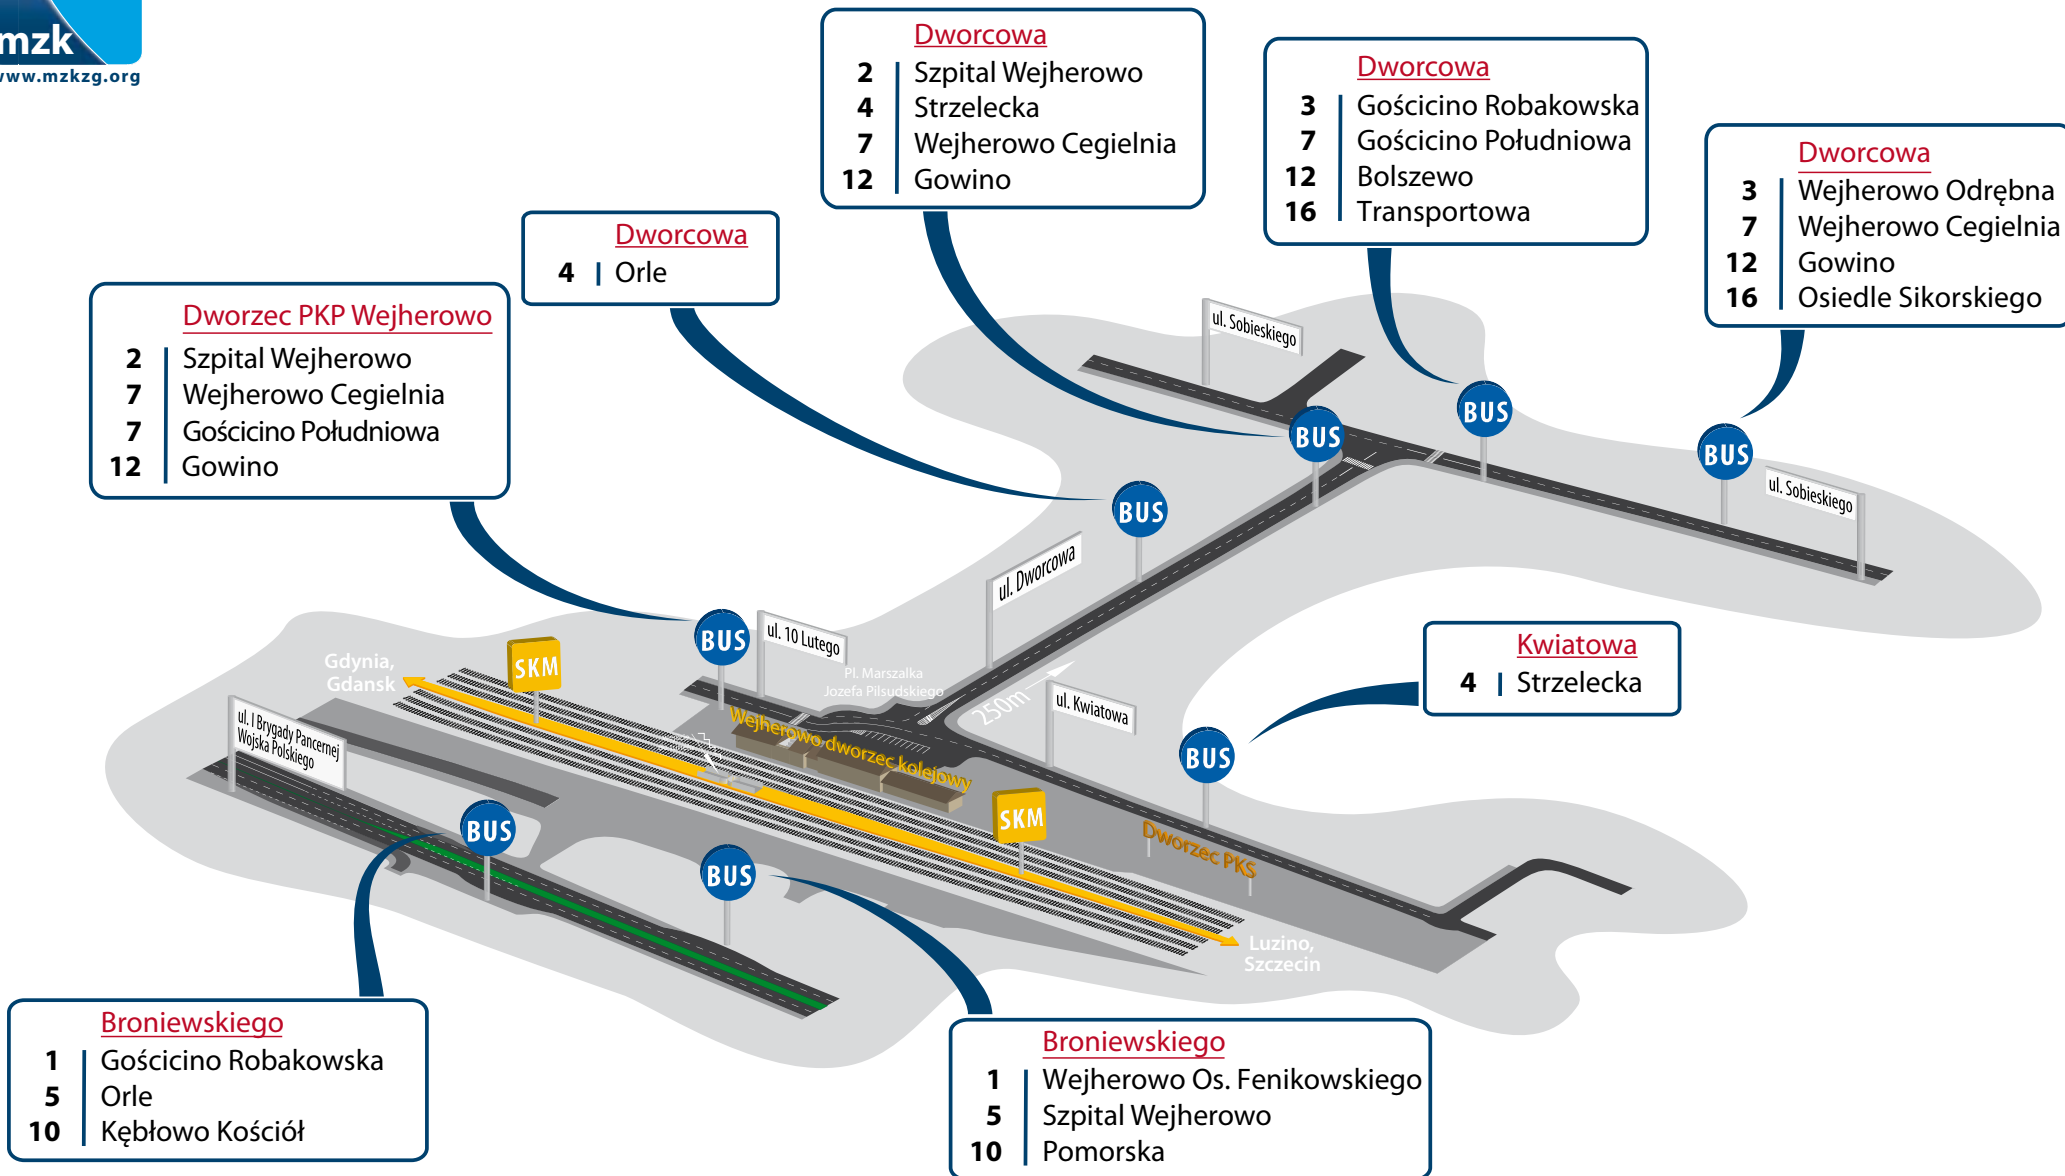 mzk
www.mzkzg.org
Dworcowa
2 Szpital Wejherowo
4 Strzelecka
7 Wejherowo Cegielnia
12 Gowino
Dworcowa
3 Gościcino Robakowska
7 Gościcino Południowa
12 Bolszewo
16 Transportowa
Dworcowa
3 Wejherowo Odrębna
7 Wejherowo Cegielnia
12 Gowino
16 Osiedle Sikorskiego
Dworcowa
4 Orle
Dworzec PKP Wejherowo
2 Szpital Wejherowo
7 Wejherowo Cegielnia
7 Gościcino Południowa
12 Gowino
ul. Sobieskiego
BUS
BUS
BUS
ul. Sobieskiego
BUS
ul. Dworcowa
BUS
ul. 10 Lutego
Pl. Marszalka
Jozefa Pilsudskiego
250m
ul. Kwiatowa
Kwiatowa
4 Strzelecka
BUS
Gdynia,
Gdansk
SKM
ul. I Brygady Pancernej
Wojska Polskiego
Wejherowo dworzec kolejowy
SKM
Dworzec PKS
BUS
BUS
Luzino,
Szczecin
Broniewskiego
1 Gościcino Robakowska
5 Orle
10 Kębłowo Kościół
Broniewskiego
1 Wejherowo Os. Fenikowskiego
5 Szpital Wejherowo
10 Pomorska